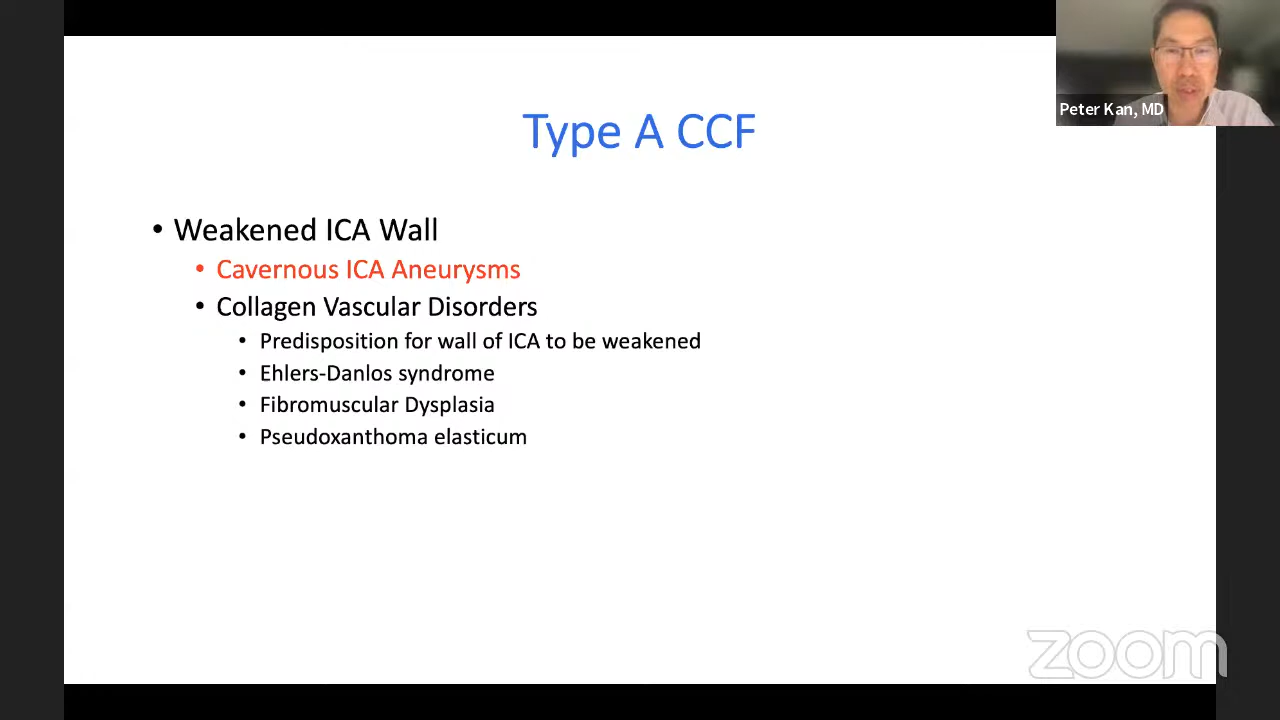 Peter Kan, MD
Type A CCF
• Weakened ICA Wall
• Cavernous ICA Aneurysms
• Collagen Vascular Disorders
• Predisposition for wall of ICA to be weakened
• Ehlers-Danlos syndrome
• Fibromuscular Dysplasia
• Pseudoxanthoma elasticum
zoom